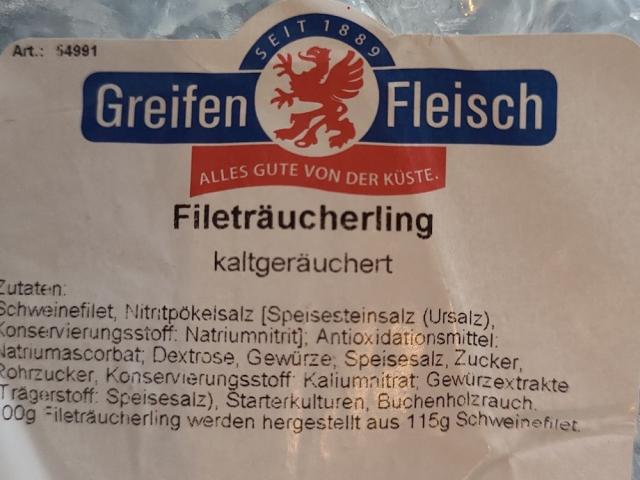 Art.: 54991
SEIT 1889
Greifen Fleisch
ALLES GUTE VON DER KÜSTE.
Fileträucherling
kaltgeräuchert
Zutaten:
Schweinefilet, Nitritpökelsalz [Speisesteinsalz (Ursalz),
Konservierungsstoff: Natriumnitrit]; Antioxidationsmittel:
Natriumascorbat; Dextrose, Gewürze, Speisesalz, Zucker,
Rohrzucker, Konservierungsstoff: Kaliumnitrat; Gewürzextrakte
(Trägerstoff: Speisesalz), Starterkulturen, Buchenholzrauch.
100g Fileträucherling werden hergestellt aus 115g Schweinefilet.